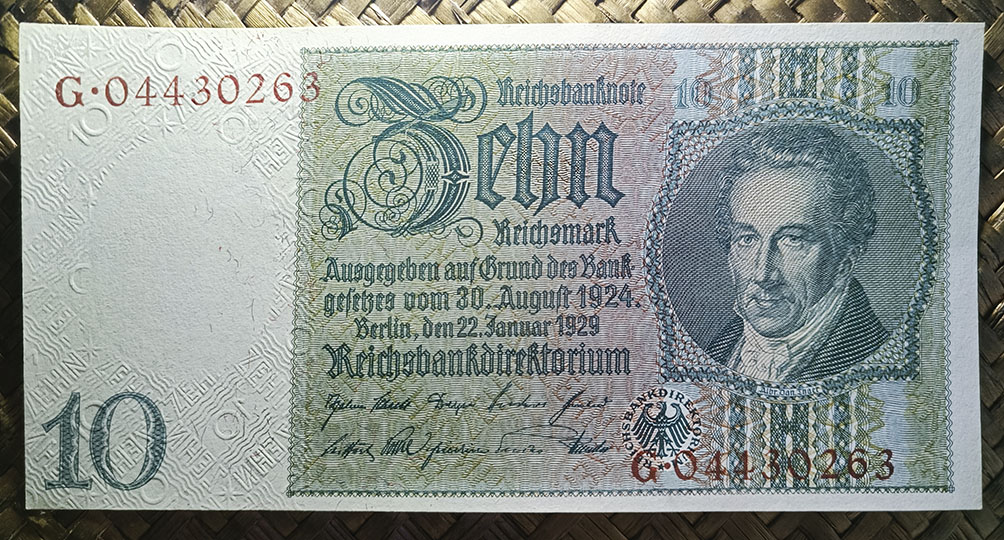 G·04430263
Reichsbanknote
10 10
Zehn
Reichsmark
Ausgegeben auf Grund des Bank-
gesetzes vom 30. August 1924.
Berlin, den 22. Januar 1929
Reichsbankdirektorium
10
REICHSBANKDIREKTORIUM
G·04430263